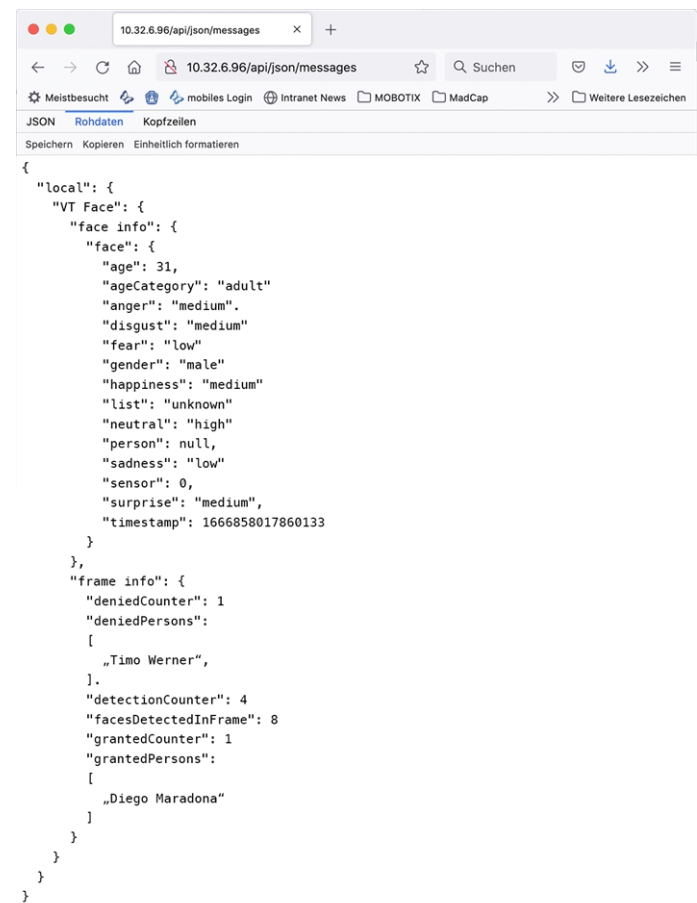 10.32.6.96/api/json/messages
10.32.6.96/api/json/messages
Suchen
Meistbesucht mobiles Login Intranet News MOBOTIX MadCap Weitere Lesezeichen
JSON Rohdaten Kopfzeilen
Speichern Kopieren Einheitlich formatieren
{
"local": {
"VT Face": {
"face info": {
"face": {
"age": 31,
"ageCategory": "adult"
"anger": "medium".
"disgust": "medium"
"fear": "low"
"gender": "male"
"happiness": "medium"
"list": "unknown"
"neutral": "high"
"person": null,
"sadness": "low"
"sensor": 0,
"surprise": "medium",
"timestamp": 1666858017860133
}
},
"frame info": {
"deniedCounter": 1
"deniedPersons":
[
„Timo Werner“,
].
"detectionCounter": 4
"facesDetectedInFrame": 8
"grantedCounter": 1
"grantedPersons":
[
„Diego Maradona“
]
}
}
}
}